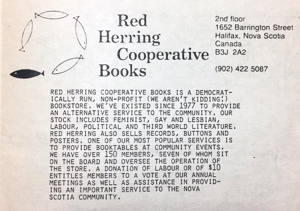 Red
Herring
Cooperative
Books
2nd floor
1652 Barrington Street
Halifax, Nova Scotia
Canada
B3J 2A2
(902) 422 5087
RED HERRING COOPERATIVE BOOKS IS A DEMOCRAT-
ICALLY RUN, NON-PROFIT (WE AREN'T KIDDING!)
BOOKSTORE. WE'VE EXISTED SINCE 1977 TO PROVIDE
AN ALTERNATIVE SERVICE TO THE COMMUNITY. OUR
STOCK INCLUDES FEMINIST, GAY AND LESBIAN,
LABOUR, POLITICAL AND THIRD WORLD LITERATURE.
RED HERRING ALSO SELLS RECORDS, BUTTONS AND
POSTERS. ONE OF OUR MOST POPULAR SERVICES IS
TO PROVIDE BOOKTABLES AT COMMUNITY EVENTS.
WE HAVE OVER 150 MEMBERS, SEVEN OF WHOM SIT
ON THE BOARD AND OVERSEE THE OPERATION OF
THE STORE. A DONATION OF LABOUR OR OF $10
ENTITLES MEMBERS TO A VOTE AT OUR ANNUAL
MEETINGS AS WELL AS ASSISTANCE IN PROVID-
ING AN IMPORTANT SERVICE TO THE NOVA
SCOTIA COMMUNITY.